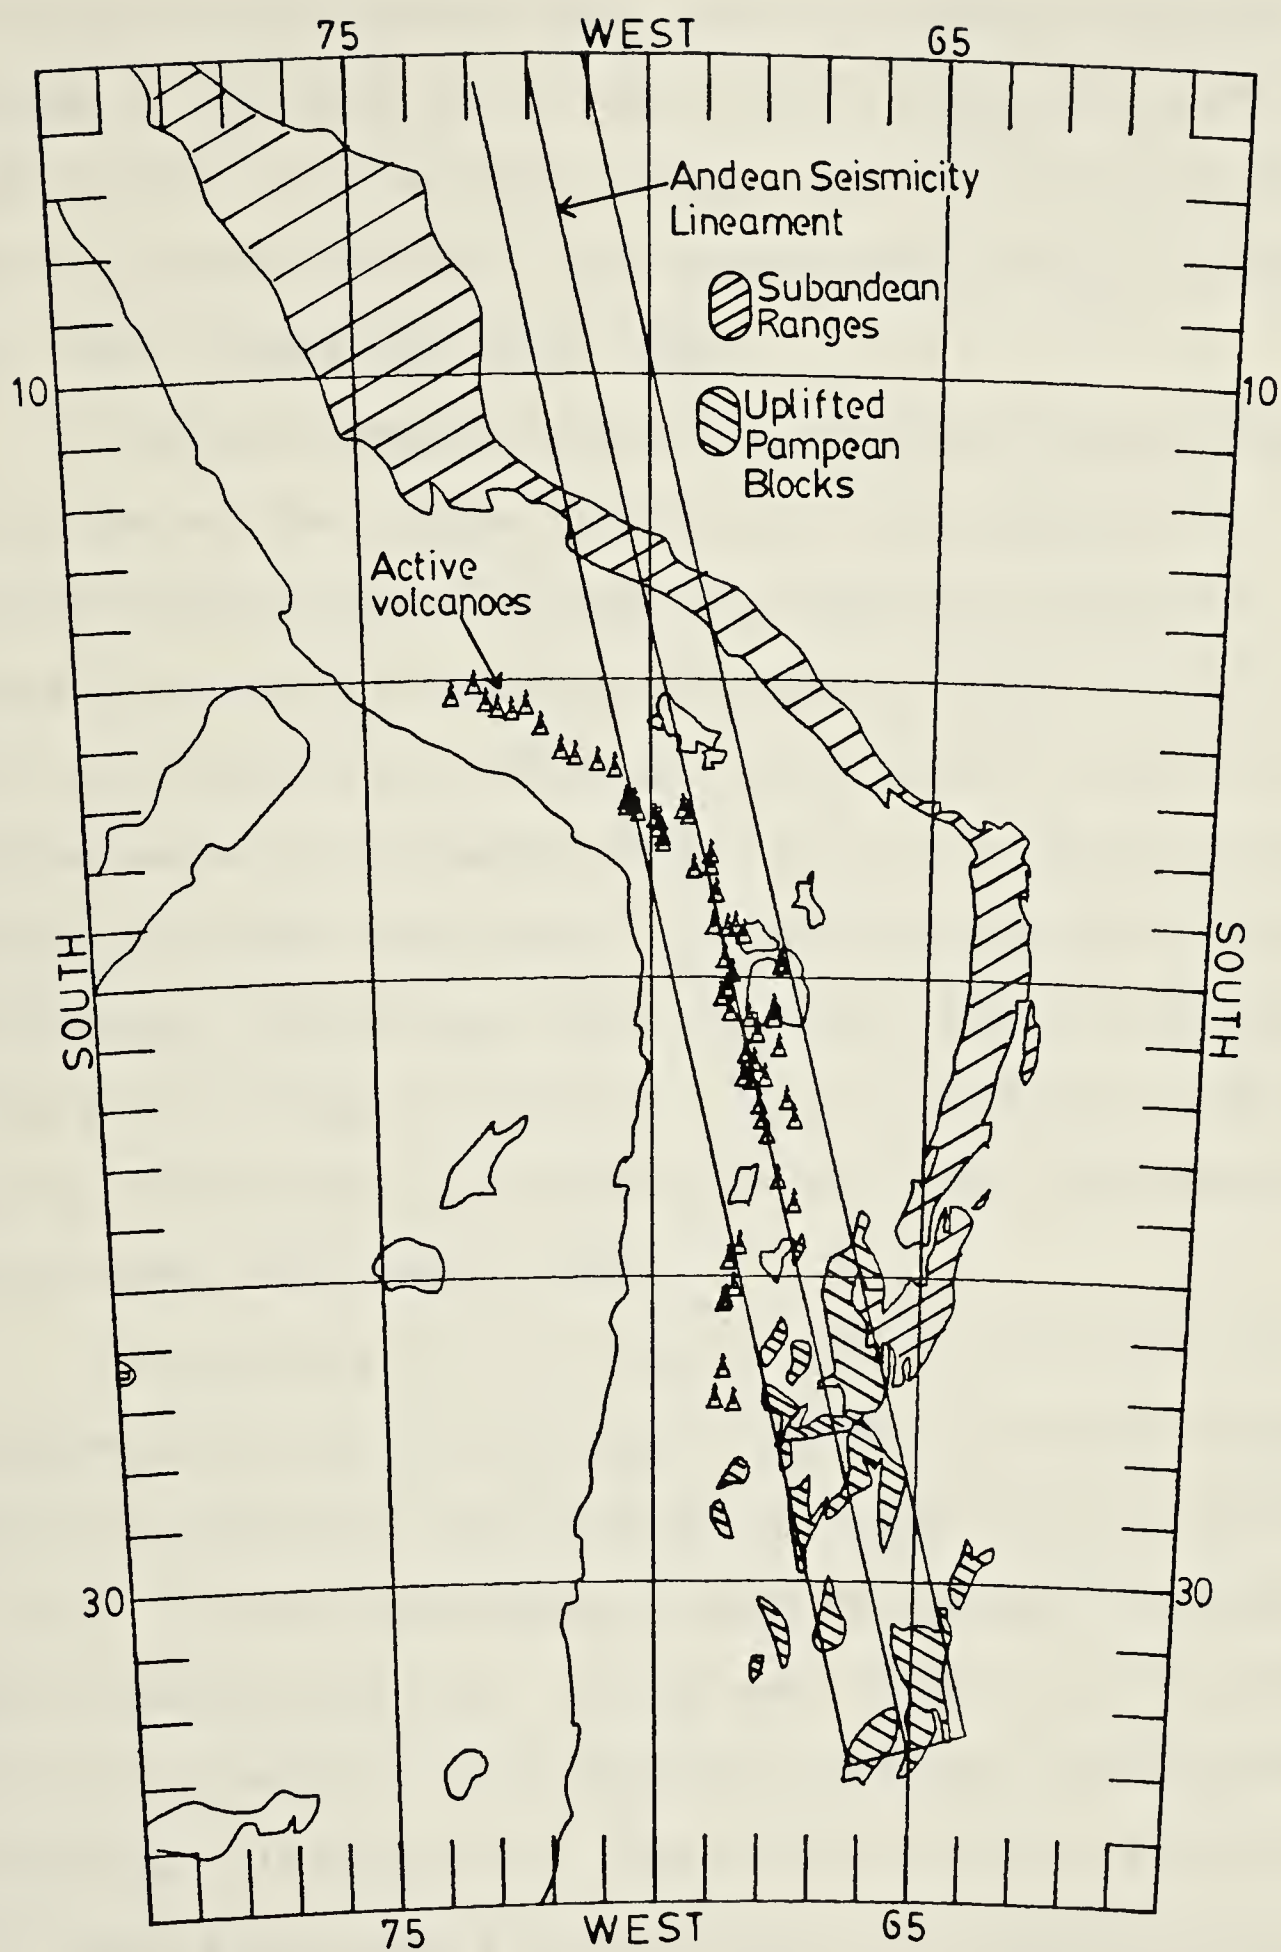 75 WEST 65
Andean Seismicity
Lineament
Subandean
Ranges
10
10
Uplifted
Pampean
Blocks
Active
volcanoes
SOUTH
SOUTH
30
30
75 WEST 65